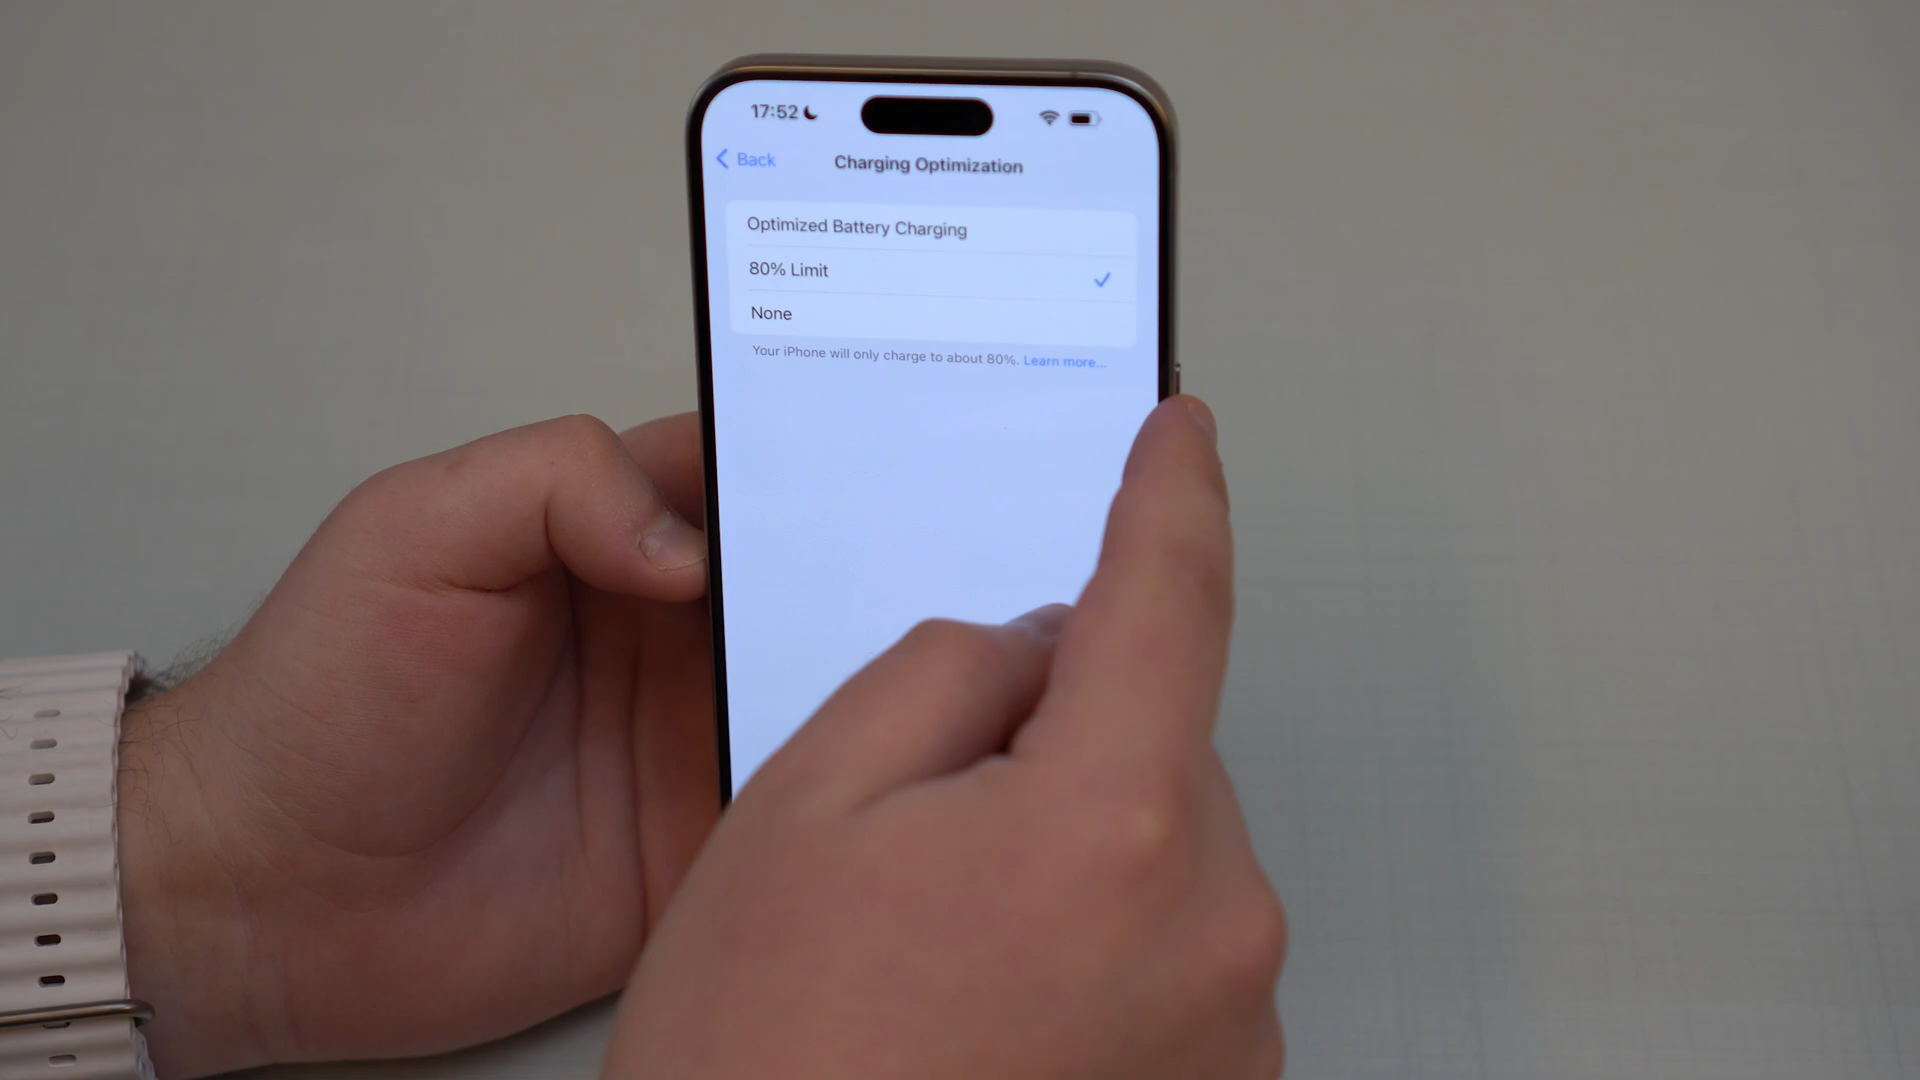 17:52
Back
Charging Optimization
Optimized Battery Charging
80% Limit
None
Your iPhone will only charge to about 80%. Learn more...